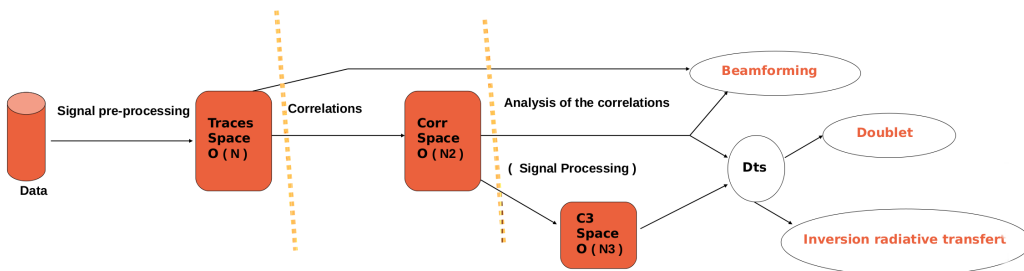 Beamforming
Signal pre-processing
Correlations
Analysis of the correlations
Traces
Space
O ( N )
Corr
Space
O ( N2 )
Doublet
( Signal Processing )
Dts
Data
C3
Space
O ( N3 )
Inversion radiative transfert